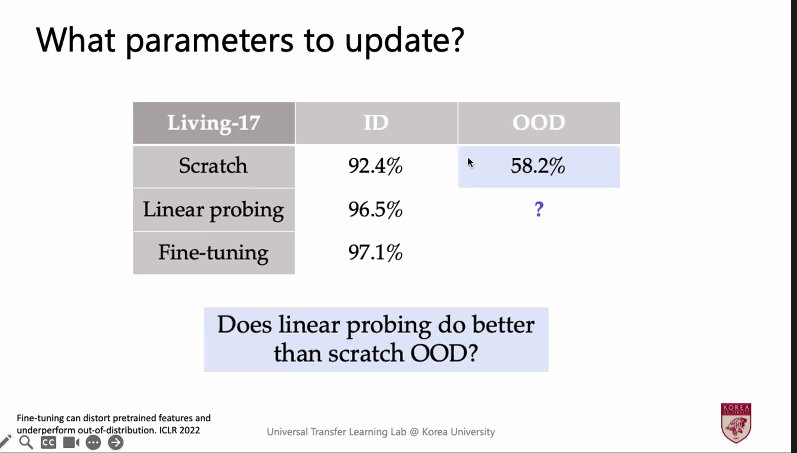 What parameters to update?
Living-17 ID OOD
Scratch 92.4% 58.2%
Linear probing 96.5% ?
Fine-tuning 97.1%
Does linear probing do better
than scratch OOD?
Fine-tuning can distort pretrained features and
underperform out-of-distribution. ICLR 2022
Universal Transfer Learning Lab @ Korea University
CC
KOREA